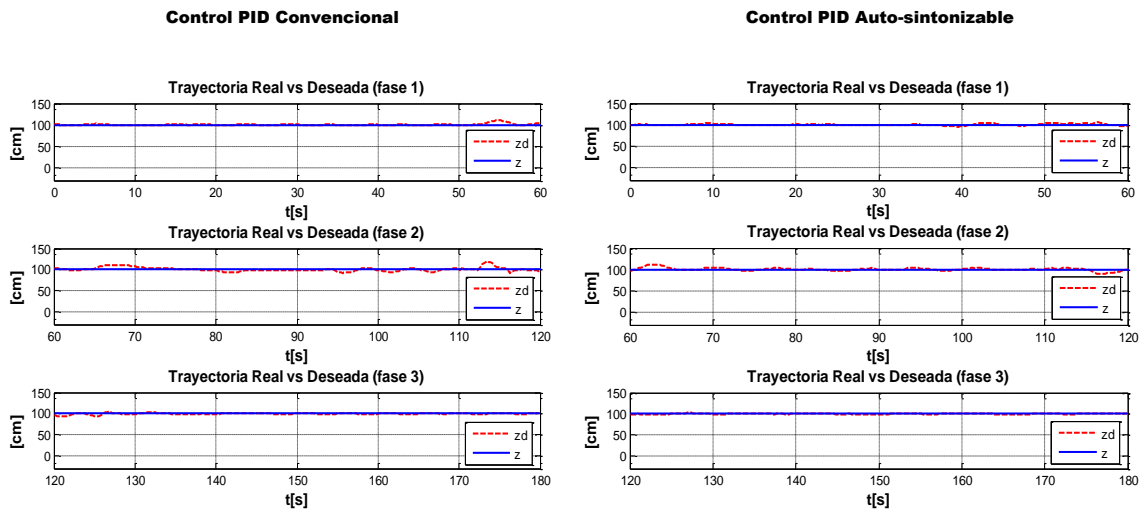 Control PID Convencional
Trayectoria Real vs Deseada (fase 1)
150
100
50
0
[cm]
zd
z
0 10 20 30 40 50 60
t[s]
Trayectoria Real vs Deseada (fase 2)
150
100
50
0
[cm]
zd
z
60 70 80 90 100 110 120
t[s]
Trayectoria Real vs Deseada (fase 3)
150
100
50
0
[cm]
zd
z
120 130 140 150 160 170 180
t[s]
Control PID Auto-sintonizable
Trayectoria Real vs Deseada (fase 1)
150
100
50
0
[cm]
zd
z
0 10 20 30 40 50 60
t[s]
Trayectoria Real vs Deseada (fase 2)
150
100
50
0
[cm]
zd
z
60 70 80 90 100 110 120
t[s]
Trayectoria Real vs Deseada (fase 3)
150
100
50
0
[cm]
zd
z
120 130 140 150 160 170 180
t[s]